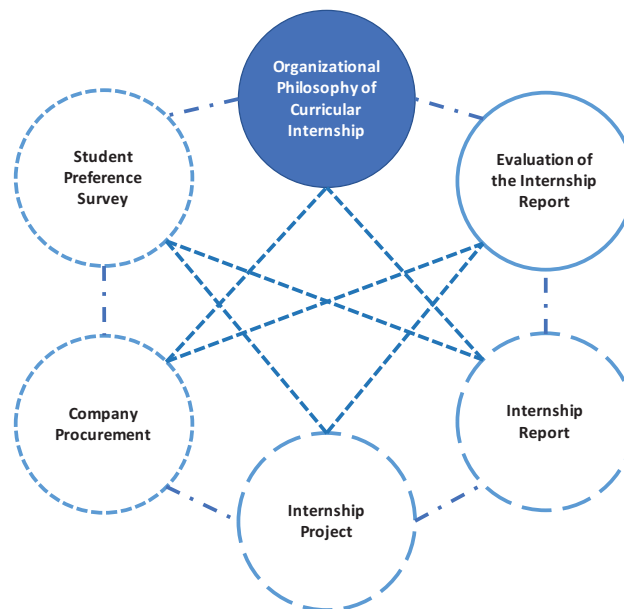 Organizational
Philosophy of
Curricular
Internship
Student
Preference
Survey
Evaluation of
the Internship
Report
Company
Procurement
Internship
Report
Internship
Project